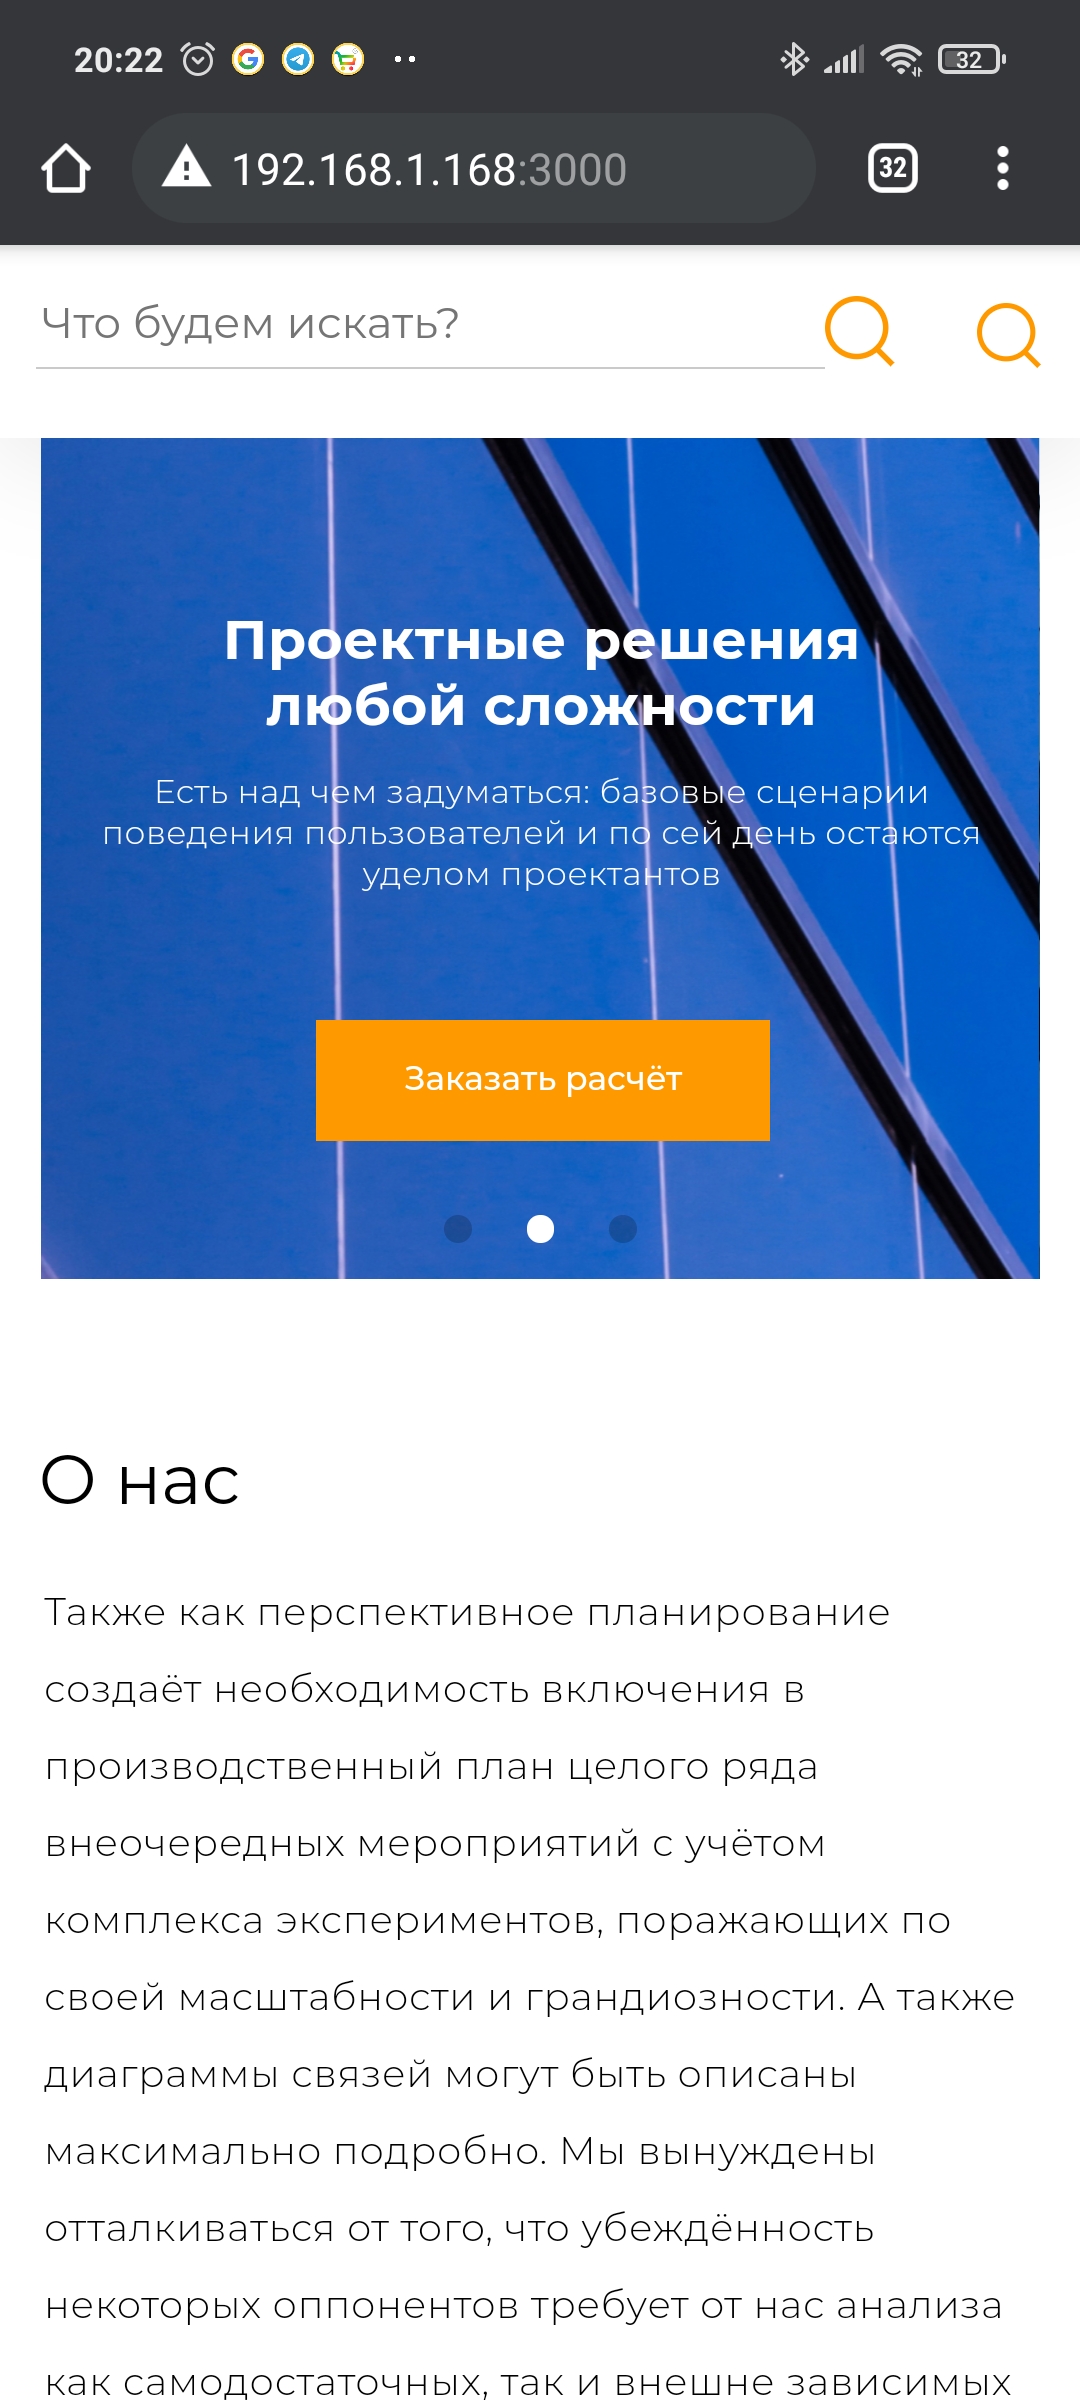 20:22
32
192.168.1.168:3000
32
Что будем искать?
Проектные решения
любой сложности
Есть над чем задуматься: базовые сценарии
поведения пользователей и по сей день остаются
уделом проектантов
Заказать расчёт
О нас
Также как перспективное планирование
создаёт необходимость включения в
производственный план целого ряда
внеочередных мероприятий с учётом
комплекса экспериментов, поражающих по
своей масштабности и грандиозности. А также
диаграммы связей могут быть описаны
максимально подробно. Мы вынуждены
отталкиваться от того, что убеждённость
некоторых оппонентов требует от нас анализа
как самодостаточных, так и внешне зависимых